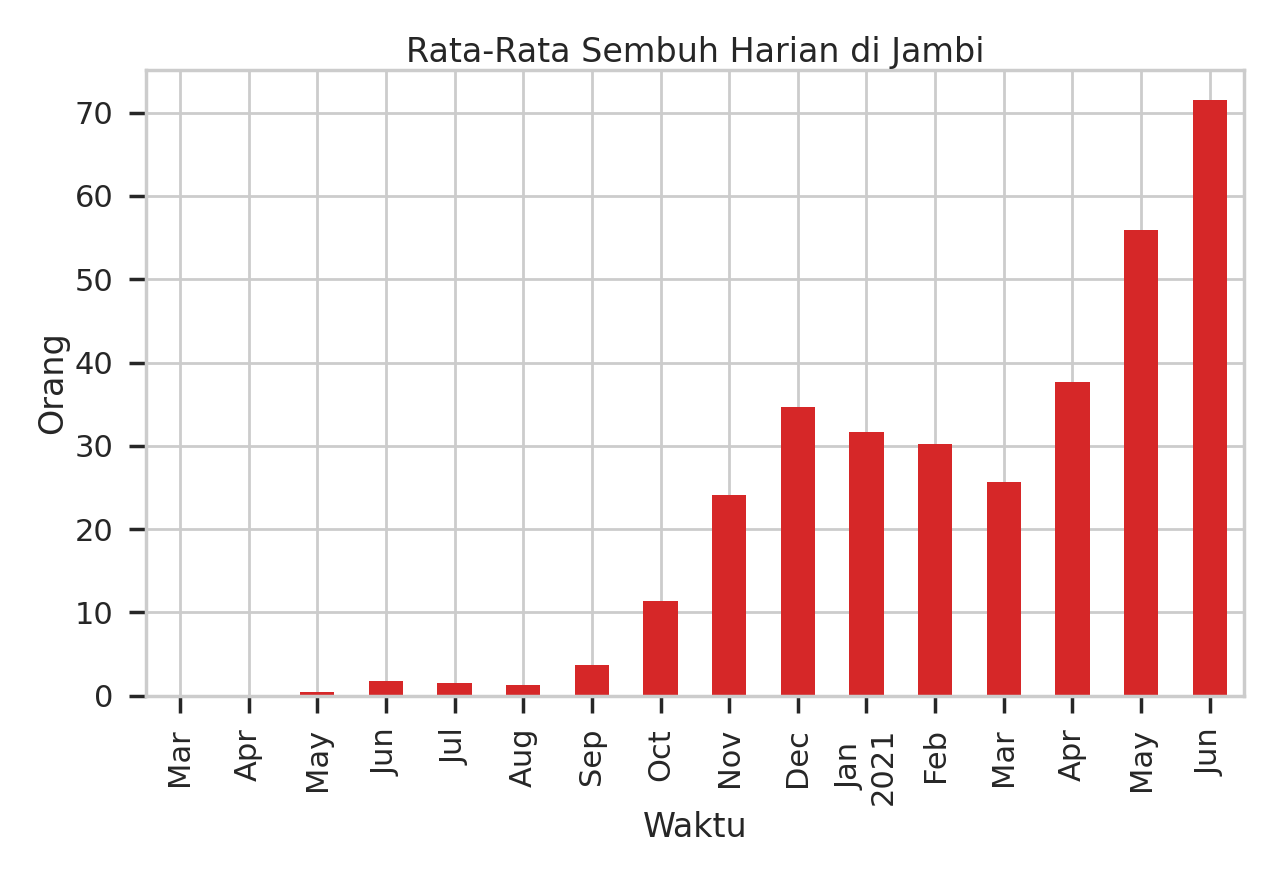 Rata-Rata Sembuh Harian di Jambi
Orang
70
60
50
40
30
20
10
0
Mar
Apr
May
Jun
Jul
Aug
Sep
Oct
Nov
Dec
Jan
2021
Feb
Mar
Apr
May
Jun
Waktu